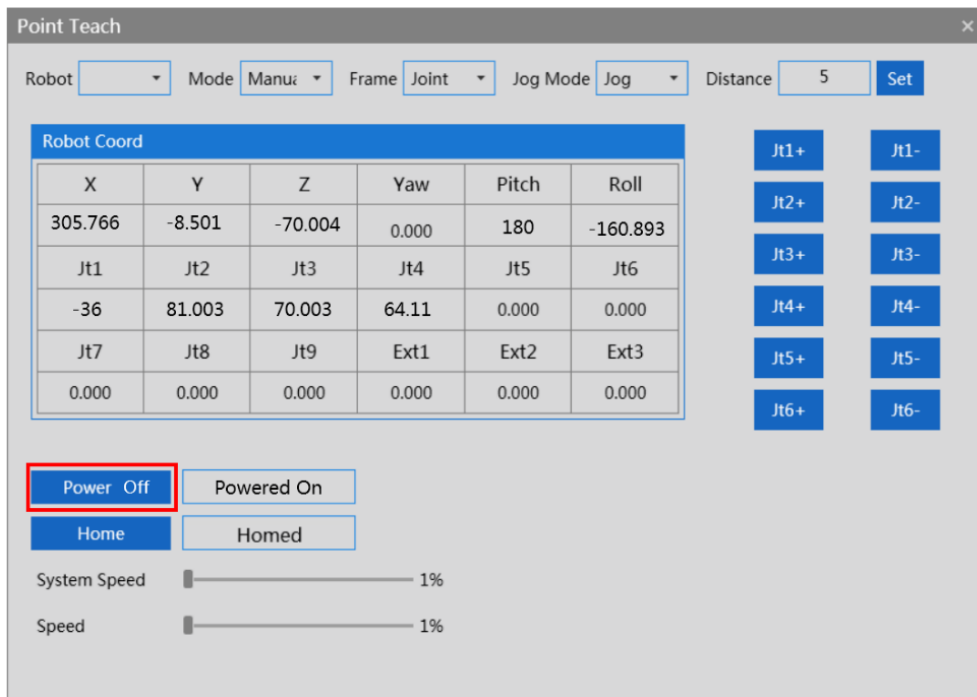 Point Teach ×
Robot Mode Manua Frame Joint Jog Mode Jog Distance 5 Set
Robot Coord
X Y Z Yaw Pitch Roll
305.766 -8.501 -70.004 0.000 180 -160.893
Jt1 Jt2 Jt3 Jt4 Jt5 Jt6
-36 81.003 70.003 64.11 0.000 0.000
Jt7 Jt8 Jt9 Ext1 Ext2 Ext3
0.000 0.000 0.000 0.000 0.000 0.000
Jt1+ Jt1-
Jt2+ Jt2-
Jt3+ Jt3-
Jt4+ Jt4-
Jt5+ Jt5-
Jt6+ Jt6-
Power Off Powered On
Home Homed
System Speed 1%
Speed 1%